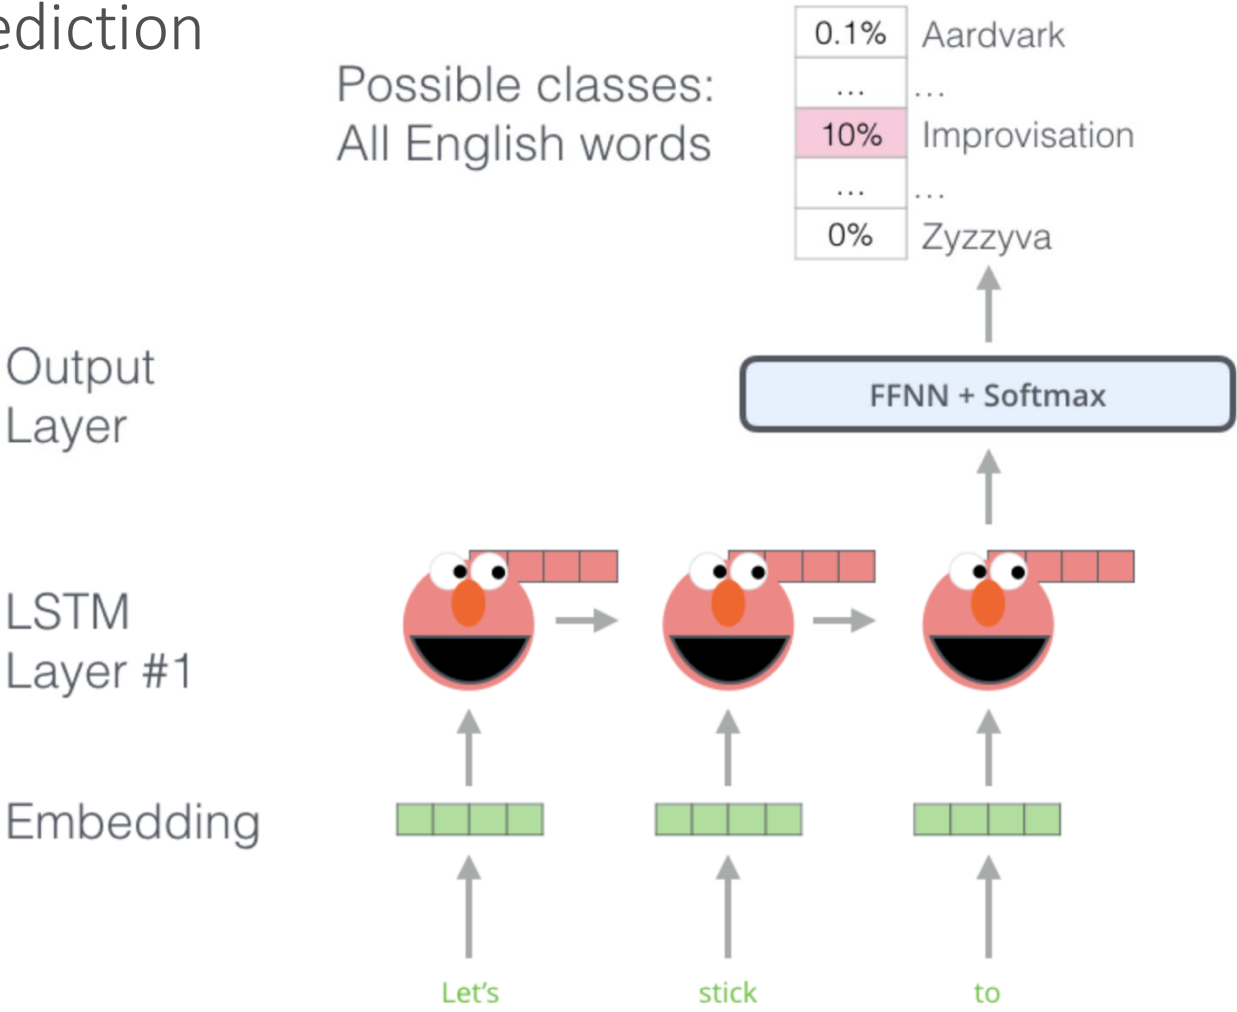 ediction
Possible classes:
All English words
0.1% Aardvark
... ...
10% Improvisation
... ...
0% Zyzzyva
Output
Layer
FFNN + Softmax
LSTM
Layer #1
Embedding
Let's stick to